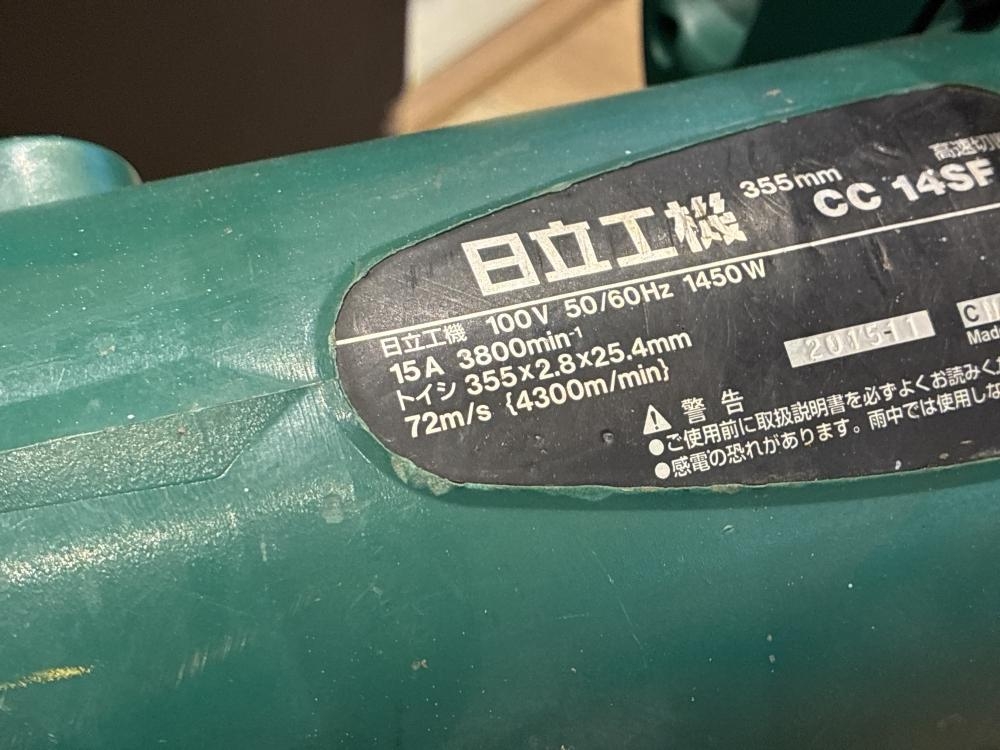 高速切
355mm CC 14SF
日立工機
日立工機 100V 50/60Hz 1450W
15A 3800min-1
トイシ 355×2.8×25.4mm
72m/s {4300m/min}
2015-1
C
Mad
警告
●ご使用前に取扱説明書を必ずよくお読みく
●感電の恐れがあります。雨中では使用しな